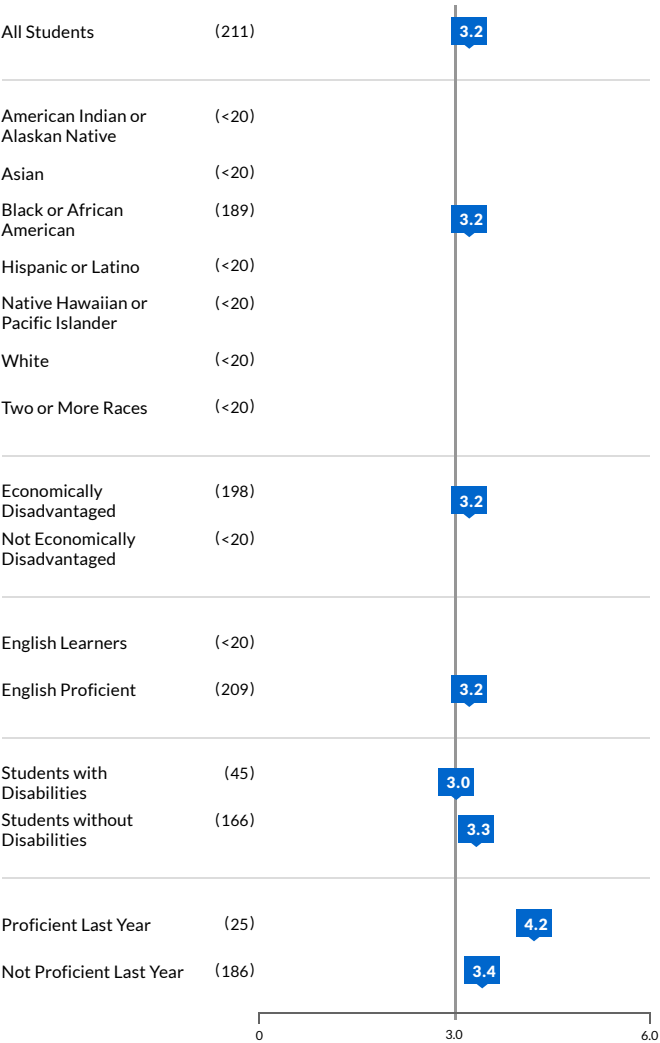 All Students (211) 3.2
American Indian or (<20)
Alaskan Native
Asian (<20)
Black or African (189) 3.2
American
Hispanic or Latino (<20)
Native Hawaiian or (<20)
Pacific Islander
White (<20)
Two or More Races (<20)
Economically (198) 3.2
Disadvantaged
Not Economically (<20)
Disadvantaged
English Learners (<20)
English Proficient (209) 3.2
Students with (45) 3.0
Disabilities
Students without (166) 3.3
Disabilities
Proficient Last Year (25) 4.2
Not Proficient Last Year (186) 3.4
0 3.0 6.0